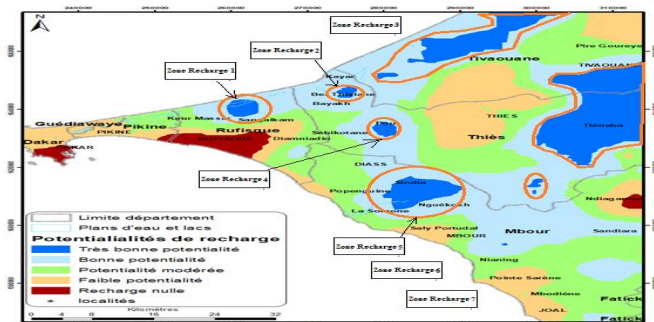 240000
N
Zone Recharge 3
Zone Recharge 2
Zone Recharge 1
Pire Goureye
TIVAOUANE
Tivaouane
Kayar
Bayakh
Sangalkam
Keur Massar
Guédiawaye
Pikine
PIKINE
Rufisque
Dakar
Diamniadio
Sébikotane
THIES
Thiès
Tiénaba
DIASS
Zone Recharge 4
Sindia
Popenguine
Nguékokh
La Somone
Ndiaganiao
Mbour
Saly Portudal
MBOUR
Sandiara
Zone Recharge 5
Nianing
Zone Recharge 6
Pointe Sarène
Zone Recharge 7
Mbodiène
Fatick
JOAL
Fatick
Limite département
Plans d'eau et lacs
Potentialialités de recharge
Très bonne potentialité
Bonne potentialité
Potentialité modérée
Faible potentialité
Recharge nulle
localités
Kilomètres
0 4 8 16 24 32